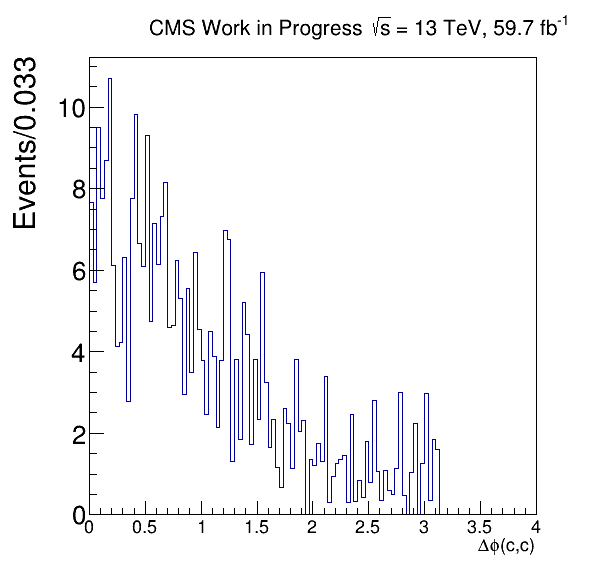 CMS Work in Progress √s = 13 TeV, 59.7 fb⁻¹
Events/0.033
10
8
6
4
2
0
0 0.5 1 1.5 2 2.5 3 3.5 4
Δϕ(c,c)